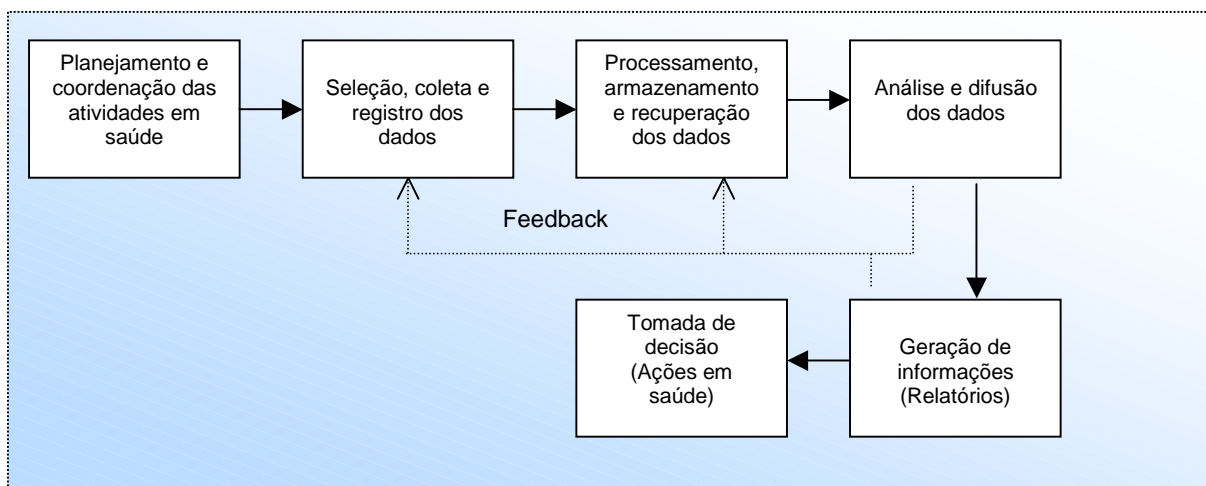 Planejamento e
coordenação das
atividades em
saúde
Seleção, coleta e
registro dos
dados
Processamento,
armazenamento
e recuperação
dos dados
Análise e difusão
dos dados
Feedback
Tomada de
decisão
(Ações em
saúde)
Geração de
informações
(Relatórios)